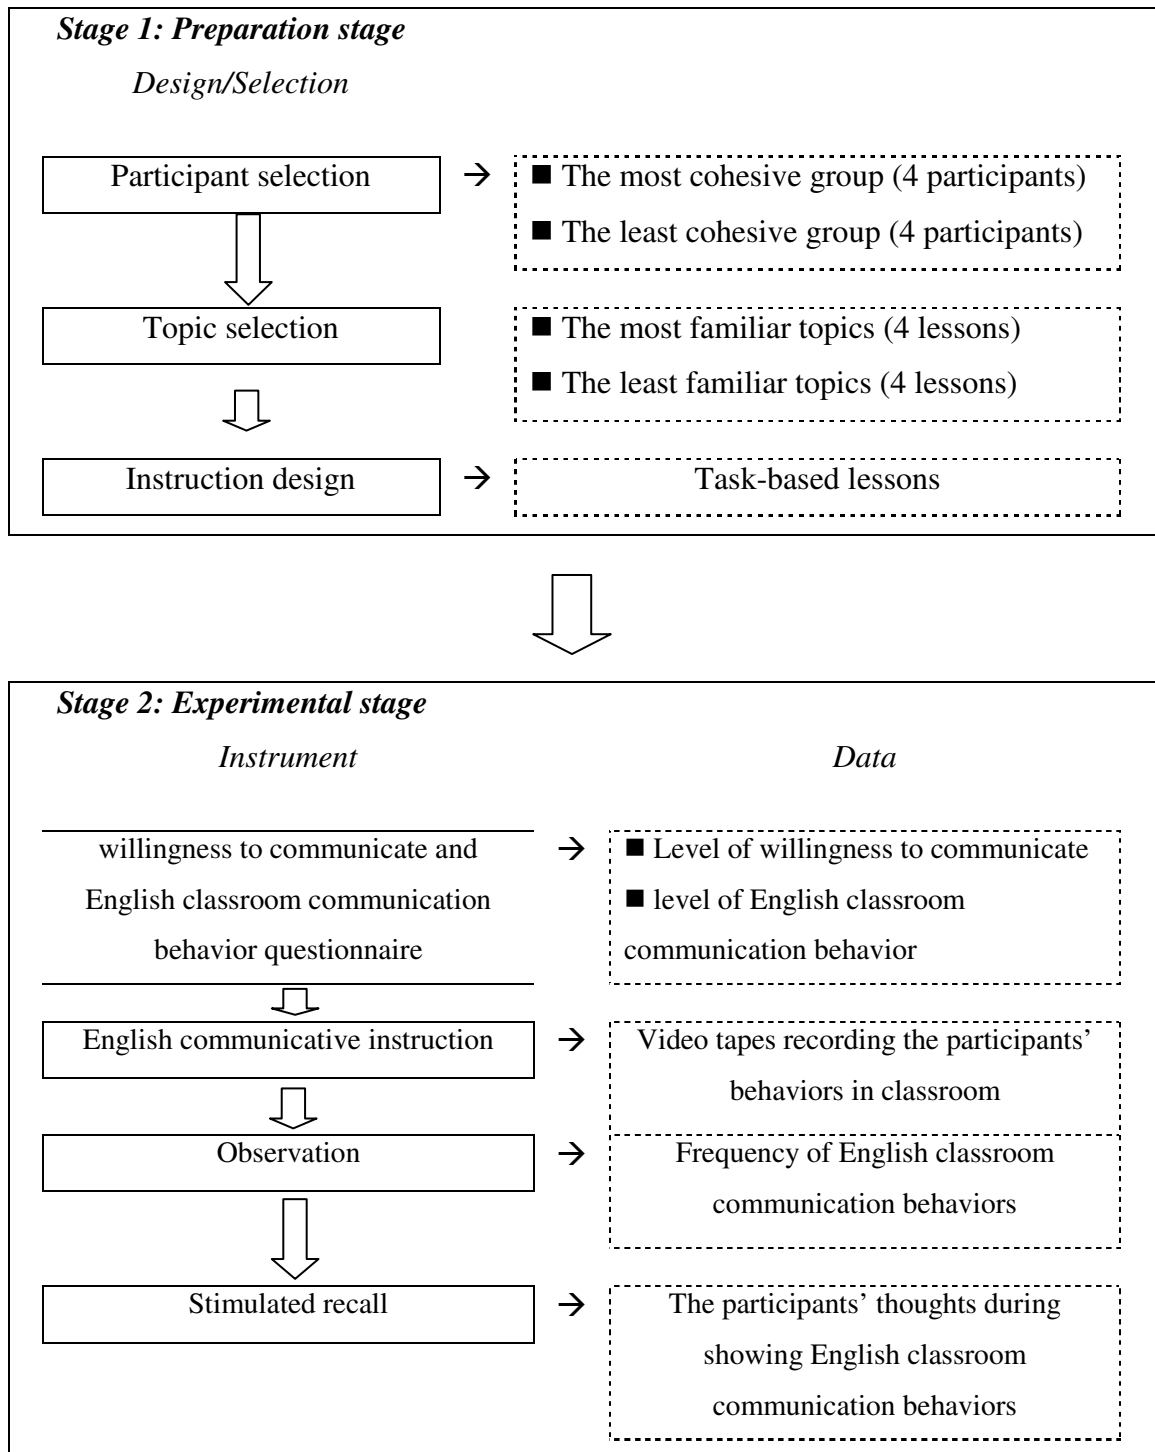 Stage 1: Preparation stage
Design/Selection
Participant selection → ■ The most cohesive group (4 participants)
■ The least cohesive group (4 participants)
Topic selection ■ The most familiar topics (4 lessons)
■ The least familiar topics (4 lessons)
Instruction design → Task-based lessons
Stage 2: Experimental stage
Instrument Data
willingness to communicate and → ■ Level of willingness to communicate
English classroom communication ■ level of English classroom
behavior questionnaire communication behavior
English communicative instruction → Video tapes recording the participants’
behaviors in classroom
Observation → Frequency of English classroom
communication behaviors
Stimulated recall → The participants’ thoughts during
showing English classroom
communication behaviors